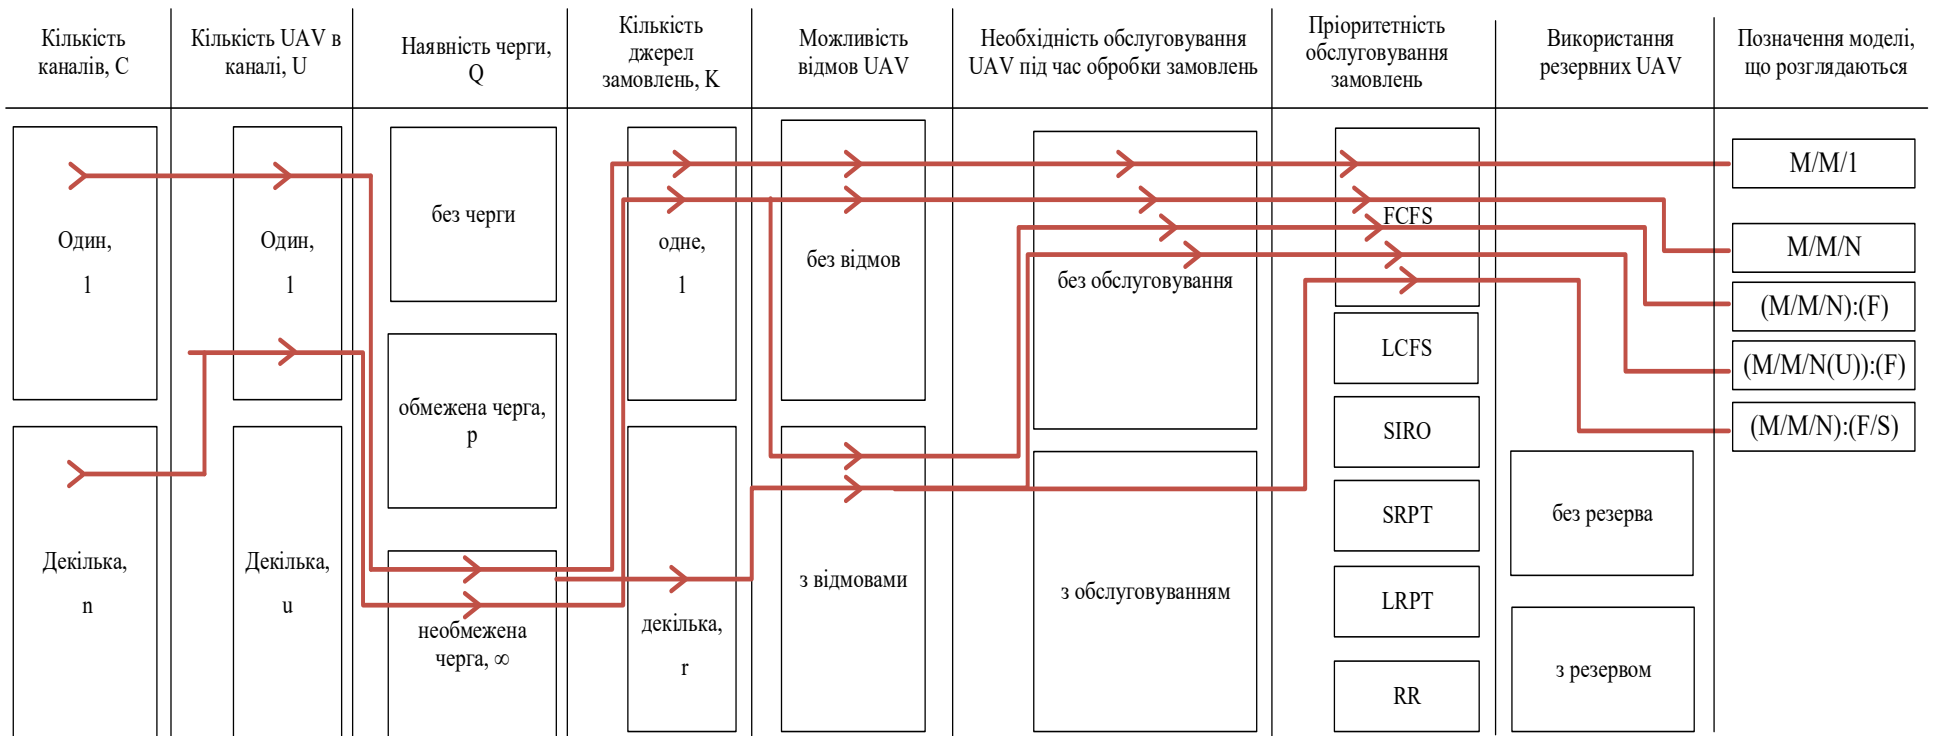 Кількість
каналів, C
Кількість UAV в
каналі, U
Наявність черги,
Q
Кількість
джерел
замовлень, K
Можливість
відмов UAV
Необхідність обслуговування
UAV під час обробки замовлень
Пріоритетність
обслуговування
замовлень
Використання
резервних UAV
Позначення моделі,
що розглядаються
Один,
1
Декілька,
n
Один,
1
Декілька,
u
без черги
обмежена черга,
p
необмежена
черга, ∞
одне,
1
декілька,
r
без відмов
з відмовами
без обслуговування
з обслуговуванням
FCFS
LCFS
SIRO
SRPT
LRPT
RR
без резерва
з резервом
M/M/1
M/M/N
(M/M/N):(F)
(M/M/N(U)):(F)
(M/M/N):(F/S)